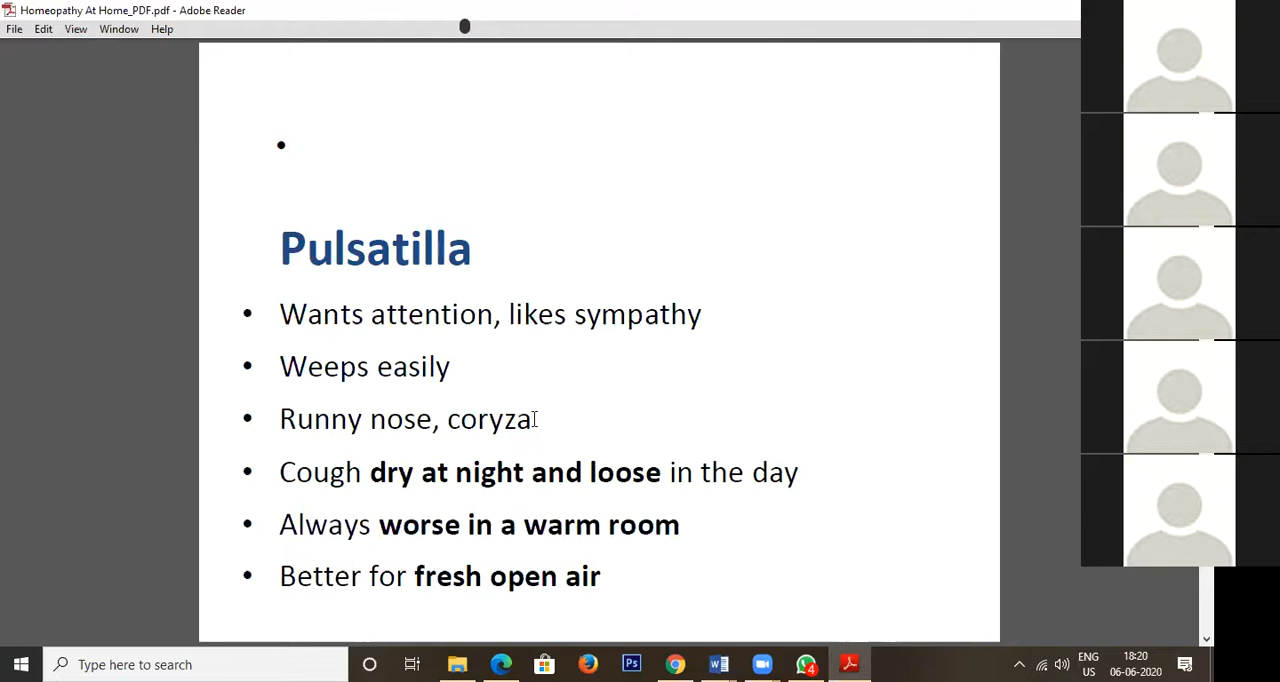 Homeopathy At Home_PDF.pdf - Adobe Reader
File Edit View Window Help
•
Pulsatilla
• Wants attention, likes sympathy
• Weeps easily
• Runny nose, coryza
• Cough dry at night and loose in the day
• Always worse in a warm room
• Better for fresh open air
Type here to search
Ps
4
ENG
US
18:20
06-06-2020